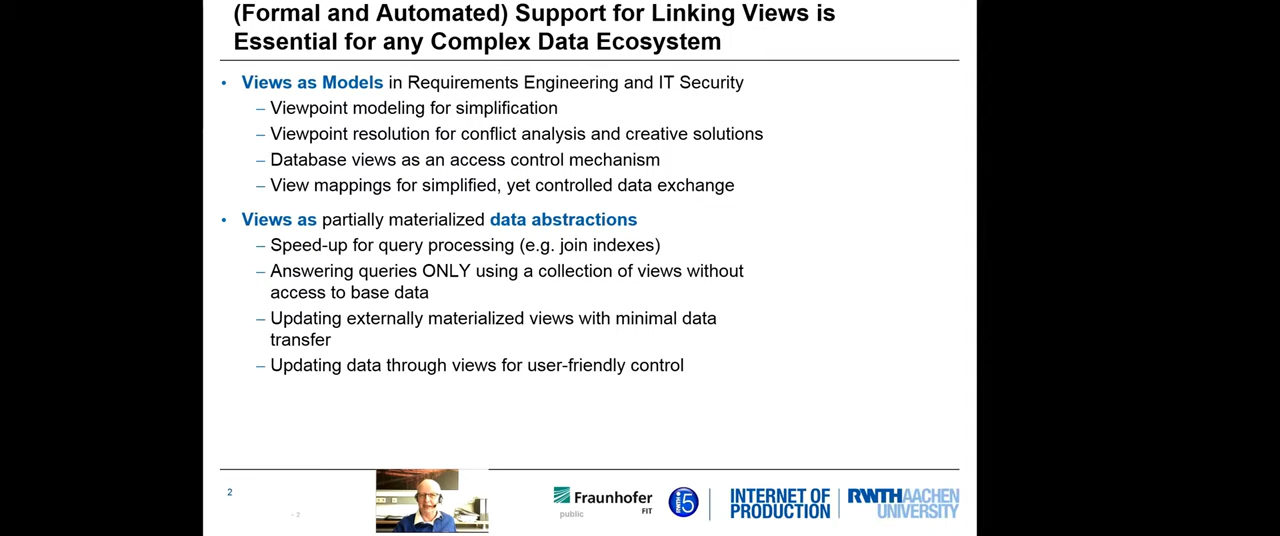 (Formal and Automated) Support for Linking Views is
Essential for any Complex Data Ecosystem
• Views as Models in Requirements Engineering and IT Security
– Viewpoint modeling for simplification
– Viewpoint resolution for conflict analysis and creative solutions
– Database views as an access control mechanism
– View mappings for simplified, yet controlled data exchange
• Views as partially materialized data abstractions
– Speed-up for query processing (e.g. join indexes)
– Answering queries ONLY using a collection of views without
access to base data
– Updating externally materialized views with minimal data
transfer
– Updating data through views for user-friendly control
2
- 2
Fraunhofer
FIT
public
5
INTERNET OF
PRODUCTION
RWTH AACHEN
UNIVERSITY